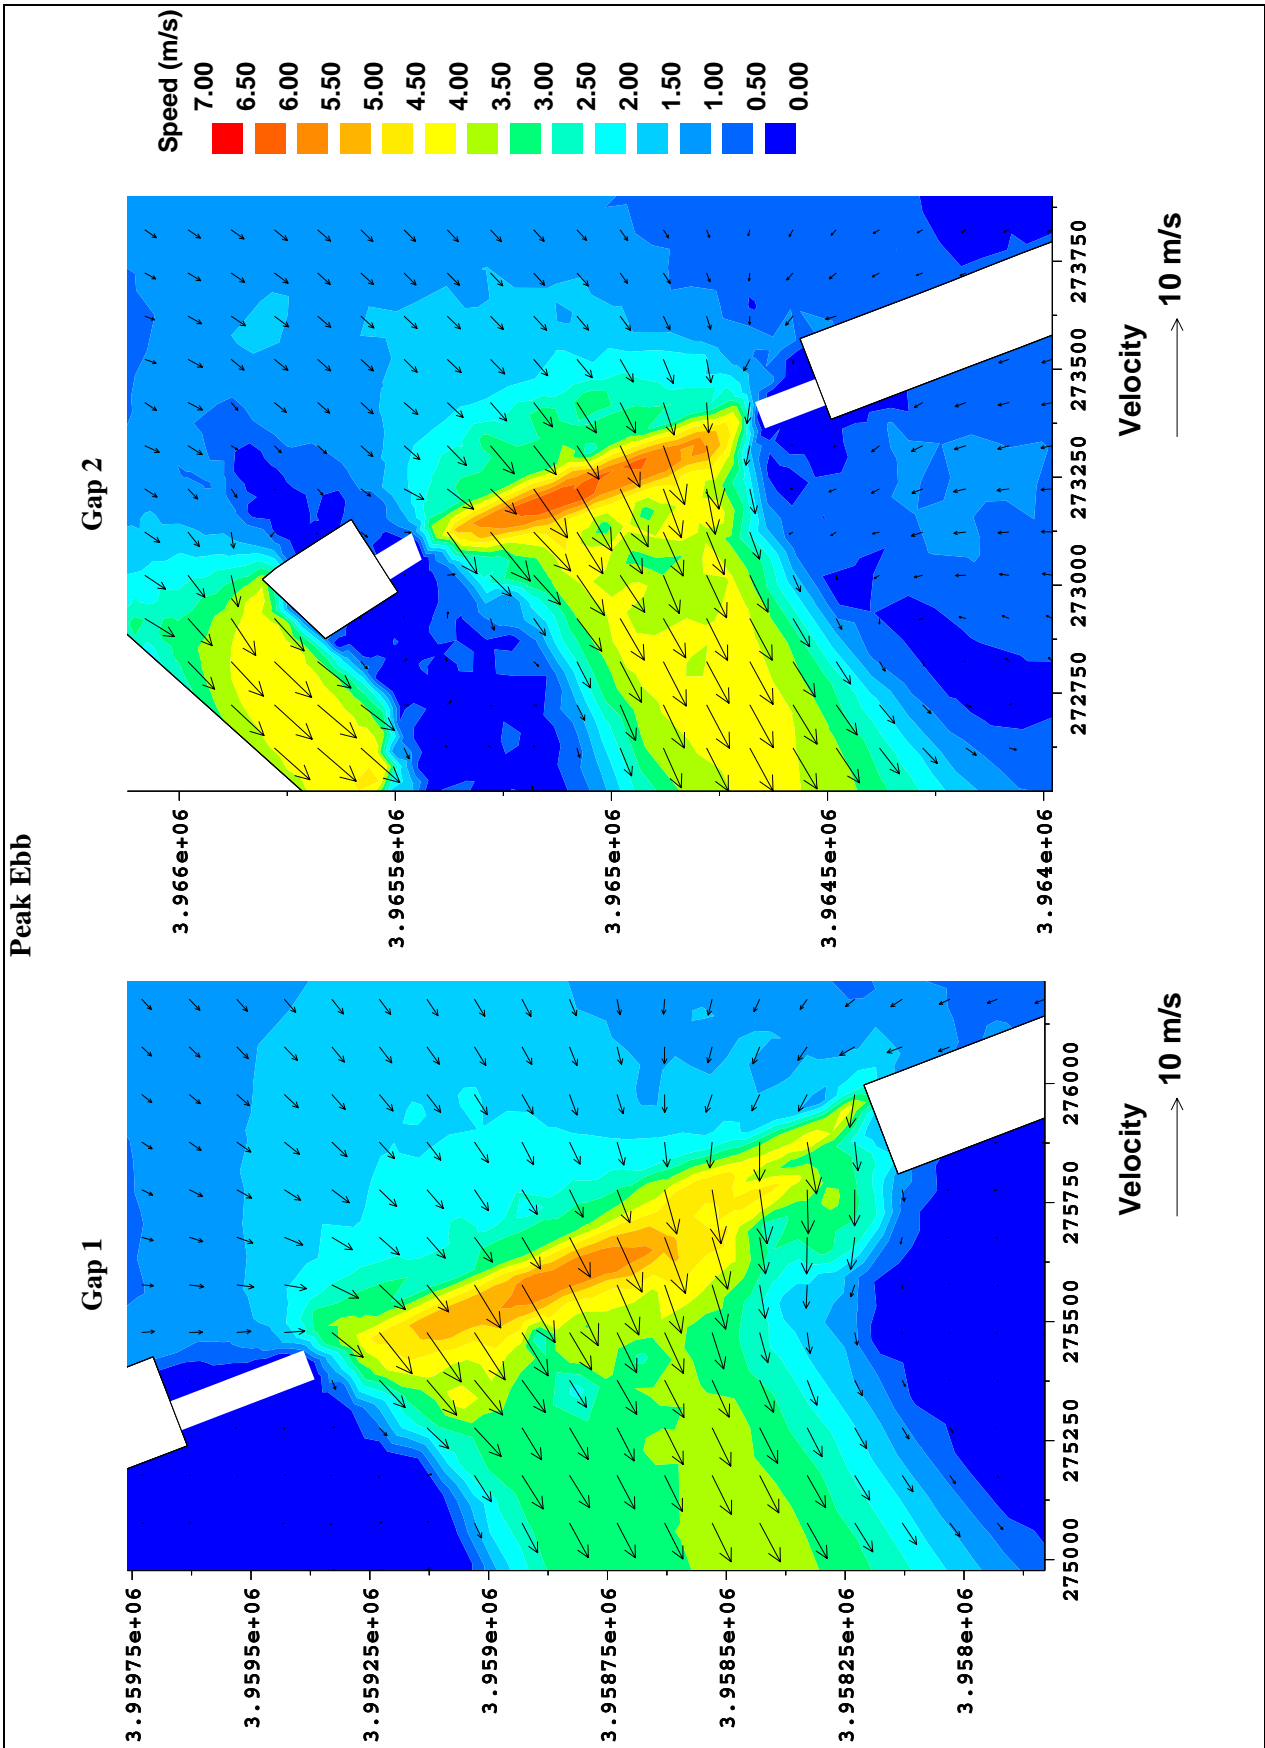 Peak Ebb
Gap 1
3.95975e+06
3.9595e+06
3.95925e+06
3.959e+06
3.95875e+06
3.9585e+06
3.95825e+06
3.958e+06
275000
275250
275500
275750
276000
Velocity
10 m/s
Gap 2
3.966e+06
3.9655e+06
3.965e+06
3.9645e+06
3.964e+06
272750
273000
273250
273500
273750
Velocity
10 m/s
Speed (m/s)
7.00
6.50
6.00
5.50
5.00
4.50
4.00
3.50
3.00
2.50
2.00
1.50
1.00
0.50
0.00